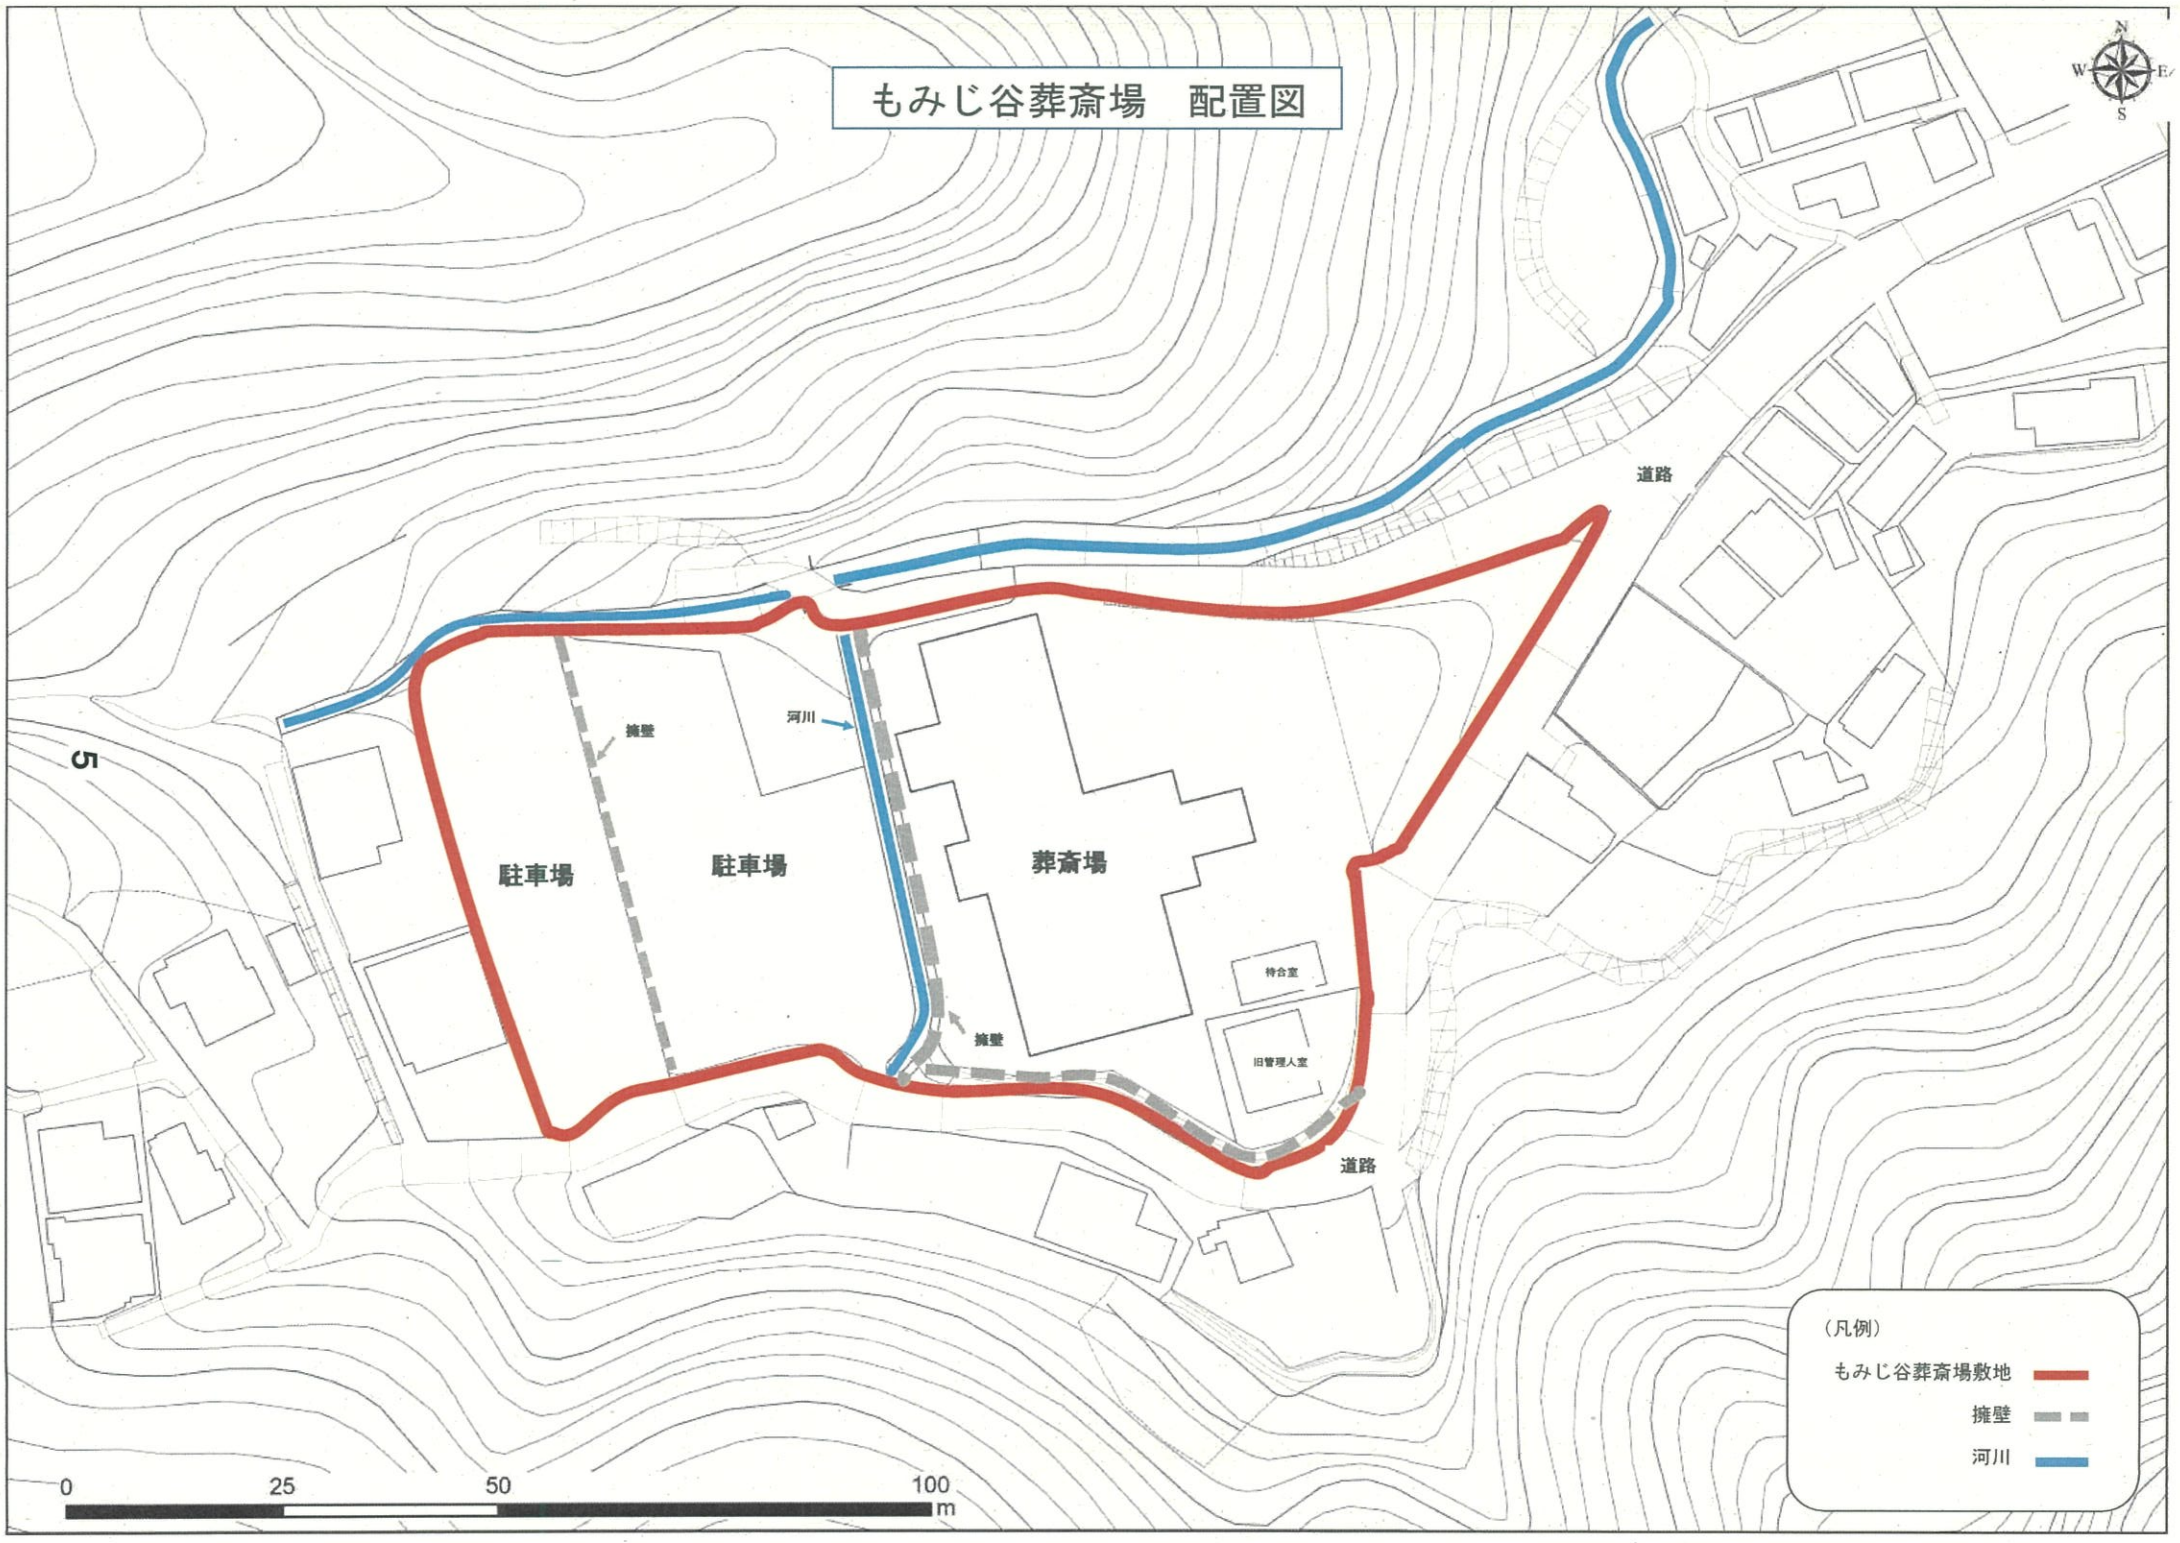 もみじ谷葬斎場　配置図
N
W E
S
道路
河川
擁壁
5
駐車場
駐車場
葬斎場
待合室
擁壁
旧管理人室
道路
（凡例）
もみじ谷葬斎場敷地
擁壁
河川
0 25 50 100
m